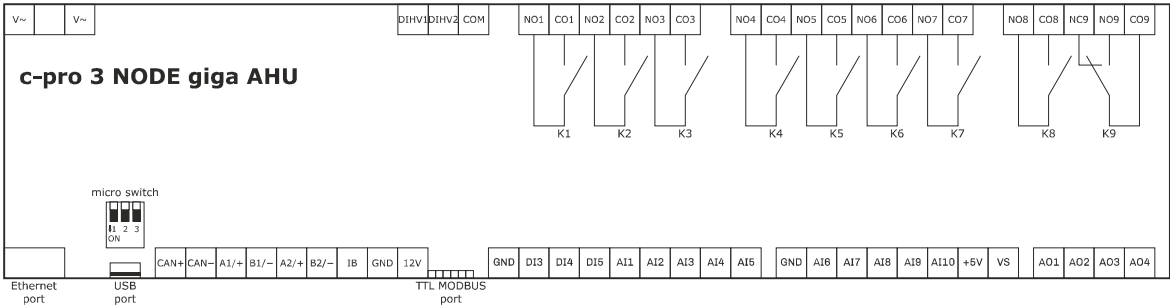 V~ V~ DIHV1 DIHV2 COM NO1 CO1 NO2 CO2 NO3 CO3 NO4 CO4 NO5 CO5 NO6 CO6 NO7 CO7 NO8 CO8 NC9 NO9 CO9
c-pro 3 NODE giga AHU
K1 K2 K3 K4 K5 K6 K7 K8 K9
micro switch
1 2 3
ON
CAN+ CAN- A1/+ B1/- A2/+ B2/- IB GND 12V GND DI3 DI4 DI5 AI1 AI2 AI3 AI4 AI5 GND AI6 AI7 AI8 AI9 AI10 +5V VS AO1 AO2 AO3 AO4
Ethernet port
USB port
TTL MODBUS port